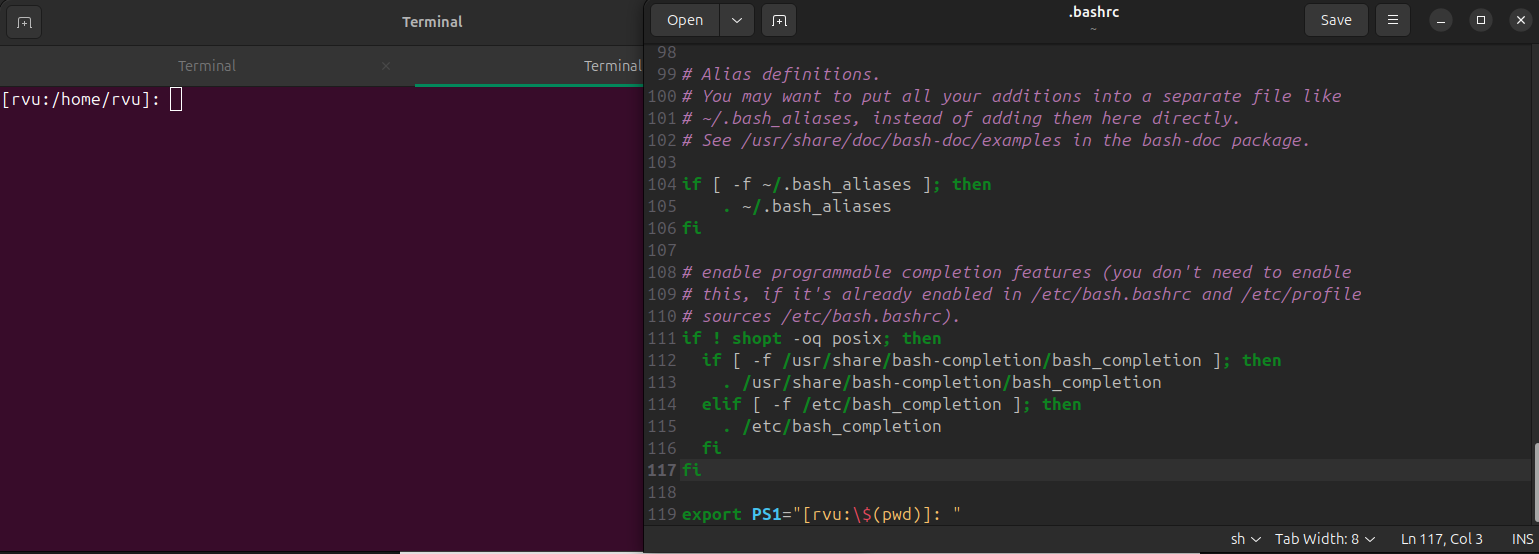 Terminal
Terminal
Terminal
[rvu:/home/rvu]:
Open
.bashrc
~
Save
98
99 # Alias definitions.
100 # You may want to put all your additions into a separate file like
101 # ~/.bash_aliases, instead of adding them here directly.
102 # See /usr/share/doc/bash-doc/examples in the bash-doc package.
103
104 if [ -f ~/.bash_aliases ]; then
105     . ~/.bash_aliases
106 fi
107
108 # enable programmable completion features (you don't need to enable
109 # this, if it's already enabled in /etc/bash.bashrc and /etc/profile
110 # sources /etc/bash.bashrc).
111 if ! shopt -oq posix; then
112   if [ -f /usr/share/bash-completion/bash_completion ]; then
113     . /usr/share/bash-completion/bash_completion
114   elif [ -f /etc/bash_completion ]; then
115     . /etc/bash_completion
116   fi
117 fi
118
119 export PS1="[rvu:\$(pwd)]: "
sh Tab Width: 8 Ln 117, Col 3 INS